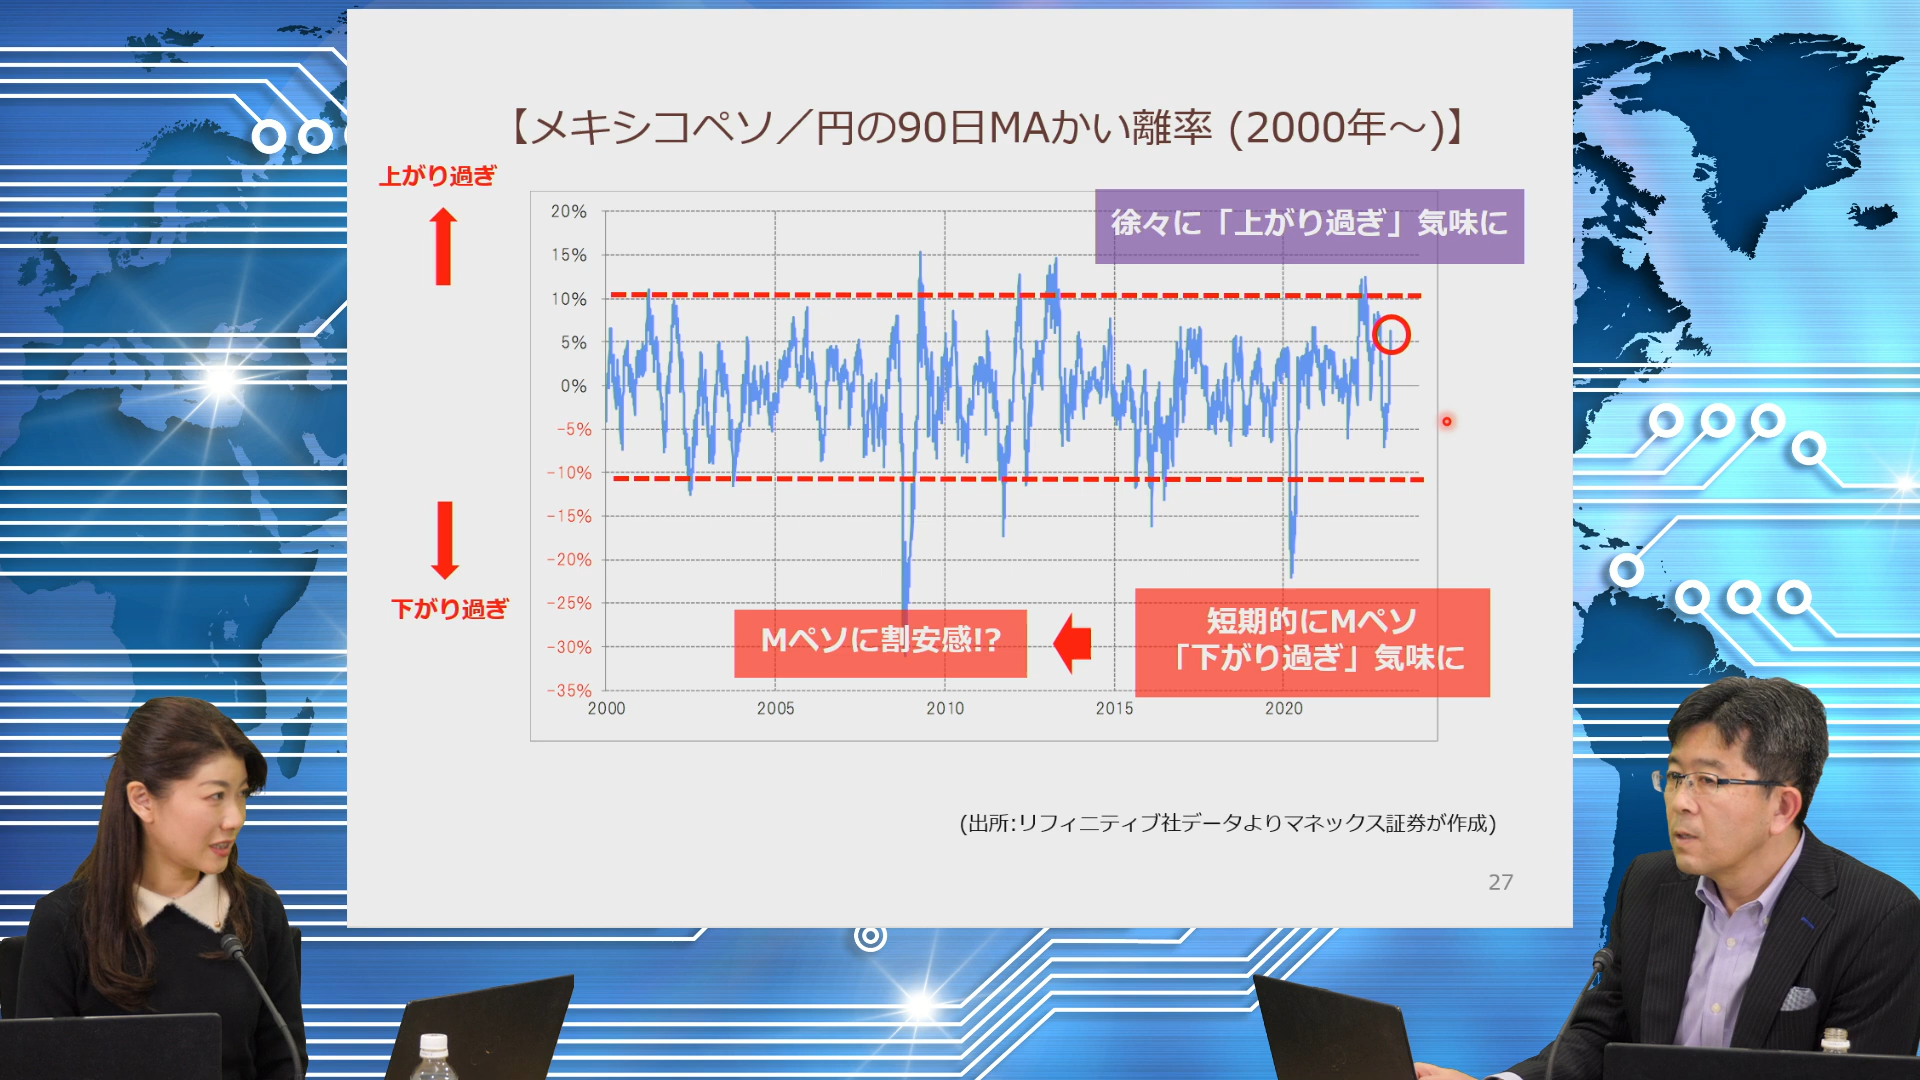 【メキシコペソ／円の90日MAかい離率 (2000年～)】
上がり過ぎ
徐々に「上がり過ぎ」気味に
20%
15%
10%
5%
0%
-5%
-10%
-15%
-20%
-25%
-30%
-35%
下がり過ぎ
Mペソに割安感!?
短期的にMペソ
「下がり過ぎ」気味に
2000
2005
2010
2015
2020
(出所:リフィニティブ社データよりマネックス証券が作成)
27